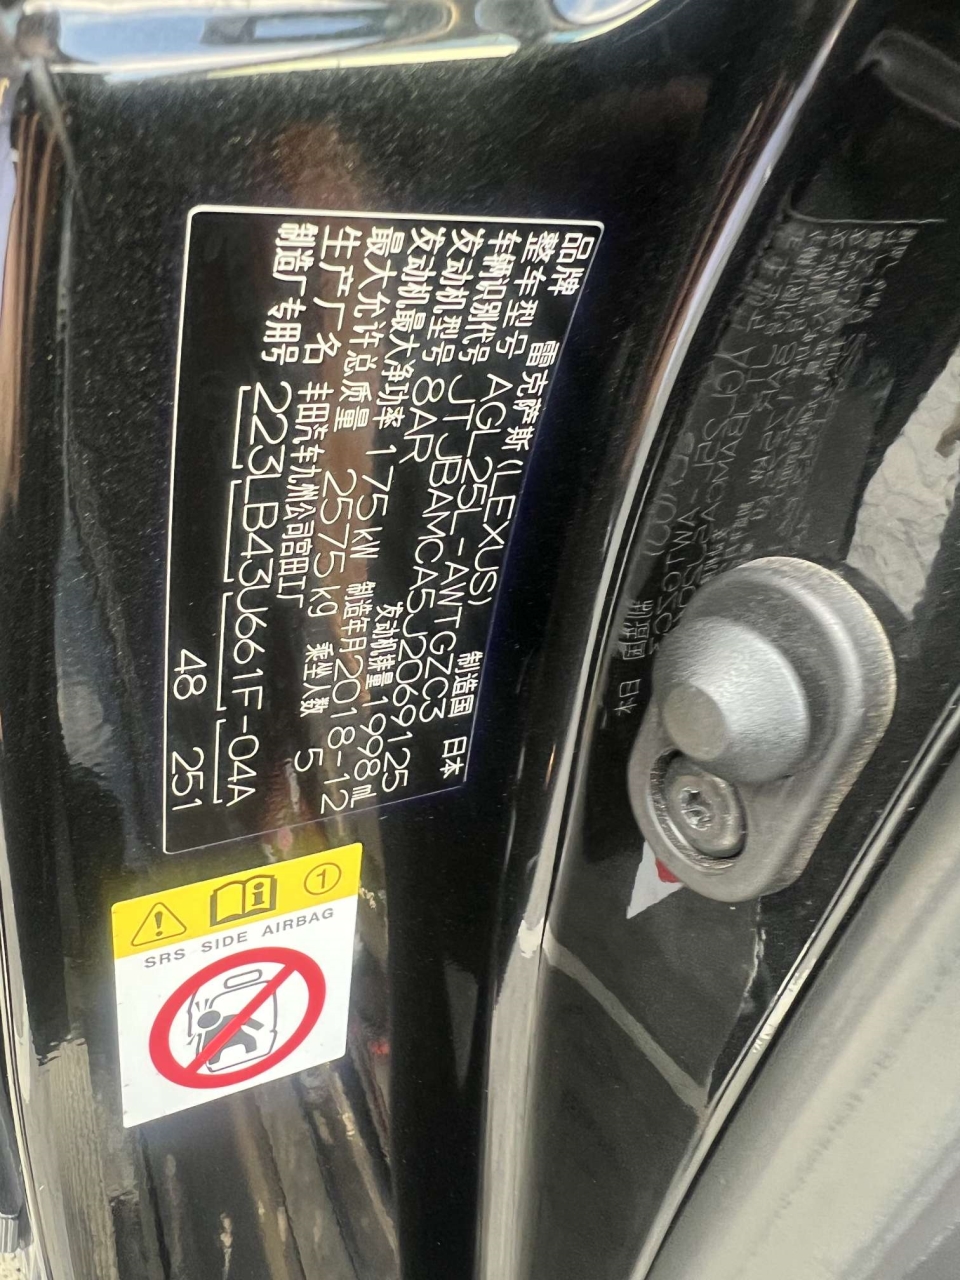 品牌 雷克萨斯(LEXUS) 制造国 日本
整车型号 AGL25L-AWTGZC3
车辆识别代号 JTJBAMCA5J2069125
发动机型号 8AR 发动机排量 1998mL
发动机最大净功率 175kW 制造年月 2018-12
最大允许总质量 2575kg 乘坐人数 5
生产厂名 丰田汽车九州公司宫田工厂
制造厂专用号 223LB43U661F-04A
48 251
1
SRS SIDE AIRBAG